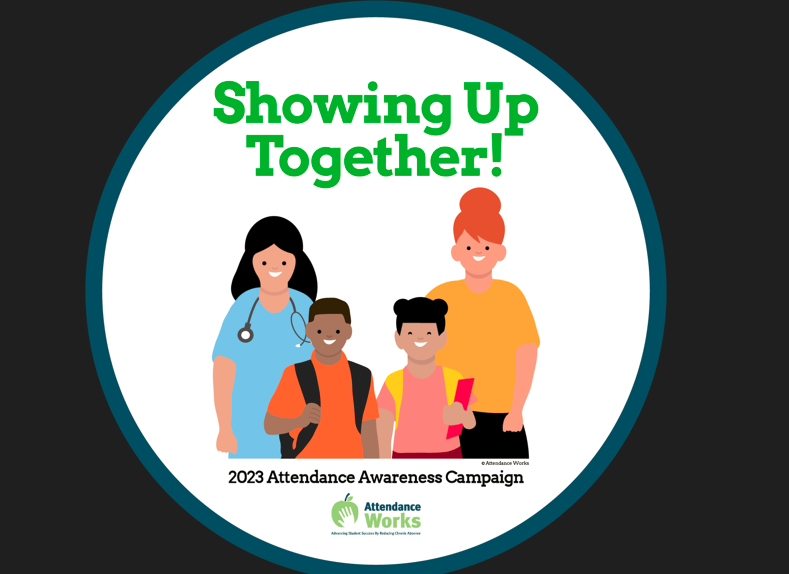 Showing Up
Together!
© Attendance Works
2023 Attendance Awareness Campaign
Attendance
Works
Advancing Student Success By Reducing Chronic Absence